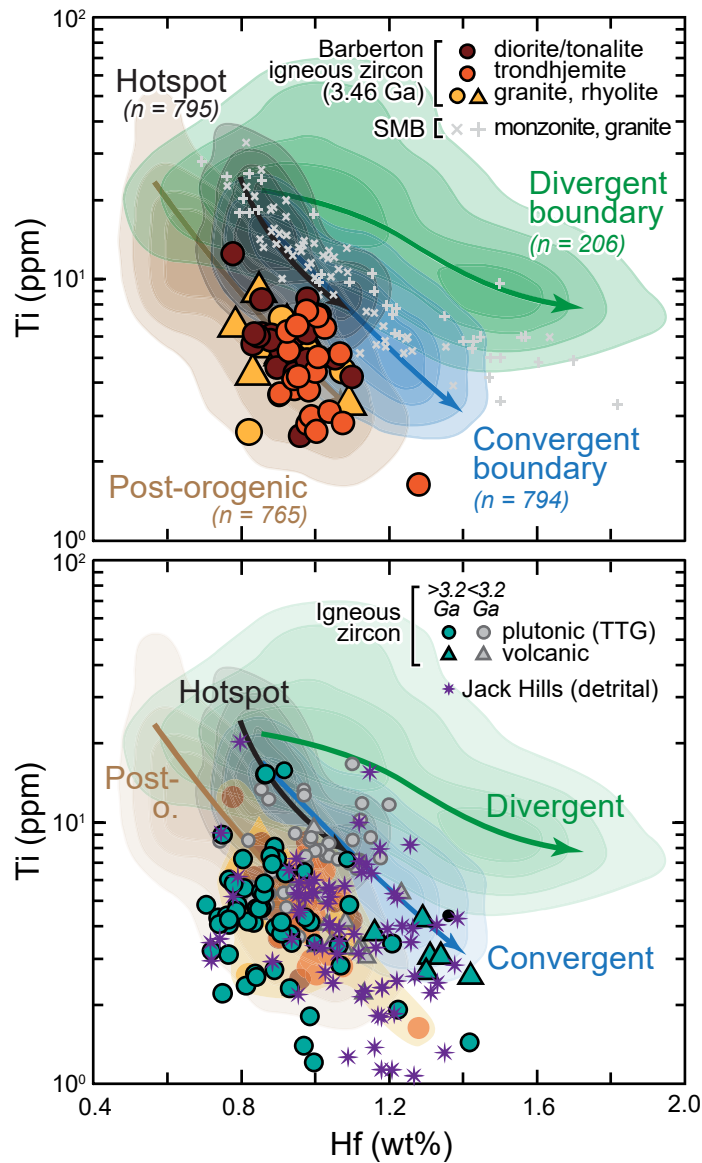 10²
Barberton
igneous zircon
(3.46 Ga)
diorite/tonalite
trondhjemite
granite, rhyolite
SMB
monzonite, granite
Hotspot
(n = 795)
Divergent
boundary
(n = 206)
10¹
Ti (ppm)
Post-orogenic
(n = 765)
Convergent
boundary
(n = 794)
10⁰
10²
>3.2 <3.2
Ga Ga
Igneous
zircon
plutonic (TTG)
volcanic
Jack Hills (detrital)
Hotspot
Post-
o.
Divergent
10¹
Ti (ppm)
Convergent
10⁰
0.4 0.8 1.2 1.6 2.0
Hf (wt%)